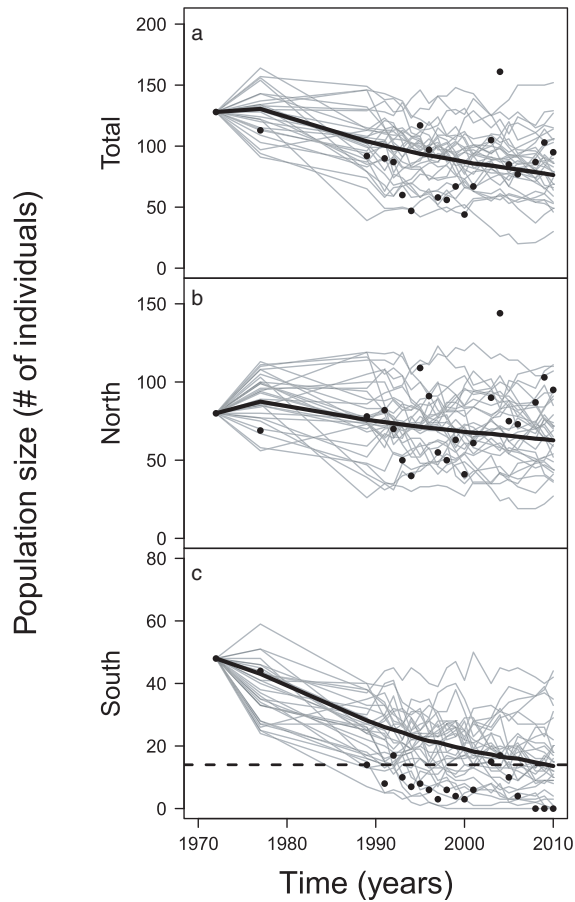 Population size (# of individuals)
Total
a
200
150
100
50
0
North
b
150
100
50
0
South
c
80
60
40
20
0
1970 1980 1990 2000 2010
Time (years)